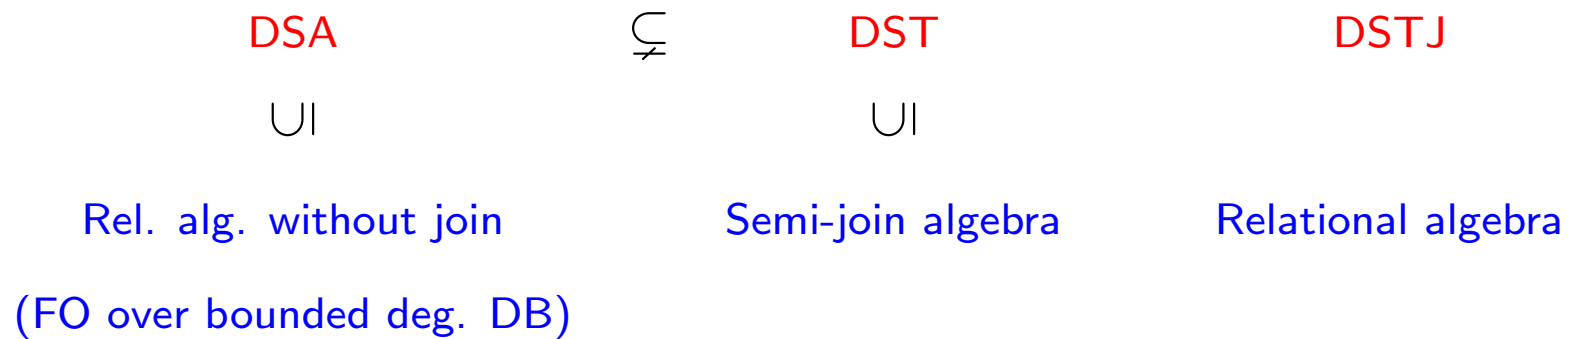 DSA ⊊ DST DSTJ
∪I ∪I
Rel. alg. without join Semi-join algebra Relational algebra
(FO over bounded deg. DB)